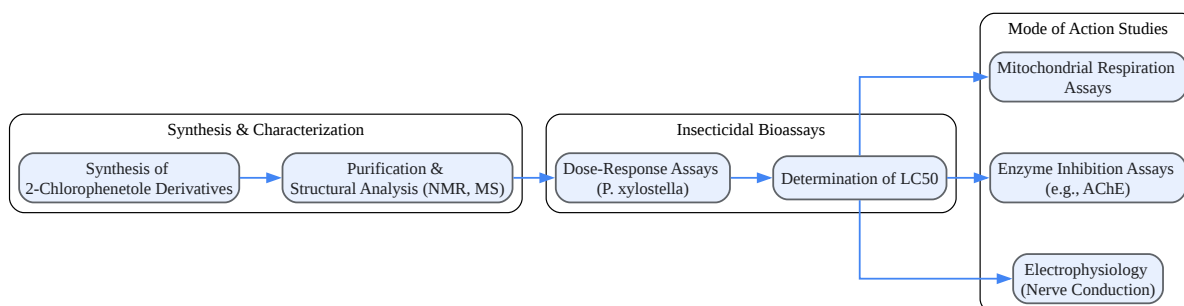 Synthesis & Characterization
Synthesis of
2-Chlorophenetole Derivatives
Purification &
Structural Analysis (NMR, MS)
Insecticidal Bioassays
Dose-Response Assays
(P. xylostella)
Determination of LC50
Mode of Action Studies
Mitochondrial Respiration
Assays
Enzyme Inhibition Assays
(e.g., AChE)
Electrophysiology
(Nerve Conduction)